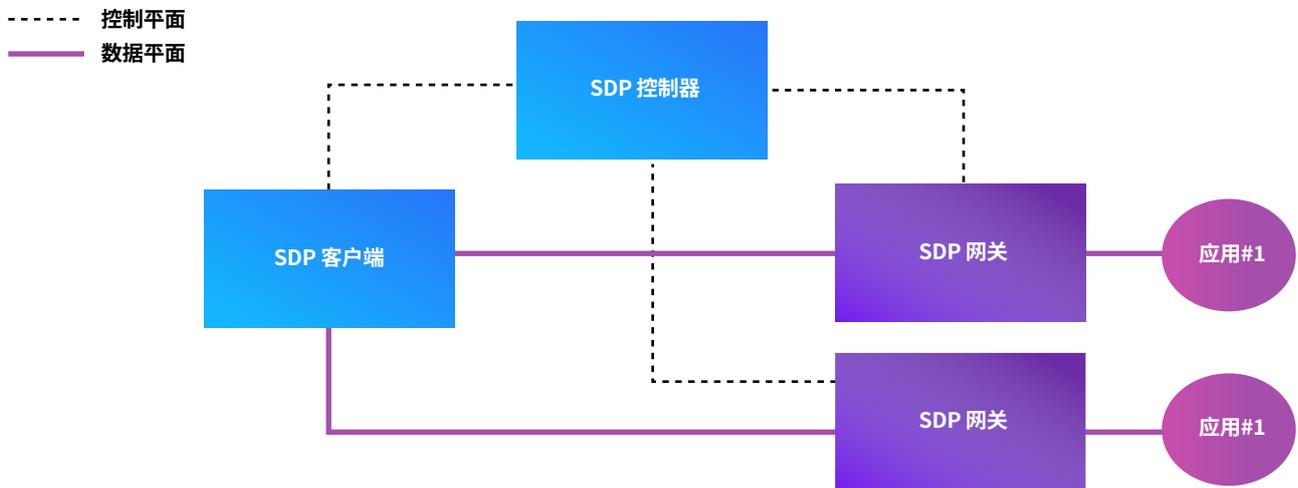 控制平面
数据平面
SDP 控制器
SDP 客户端
SDP 网关
应用#1
SDP 网关
应用#1